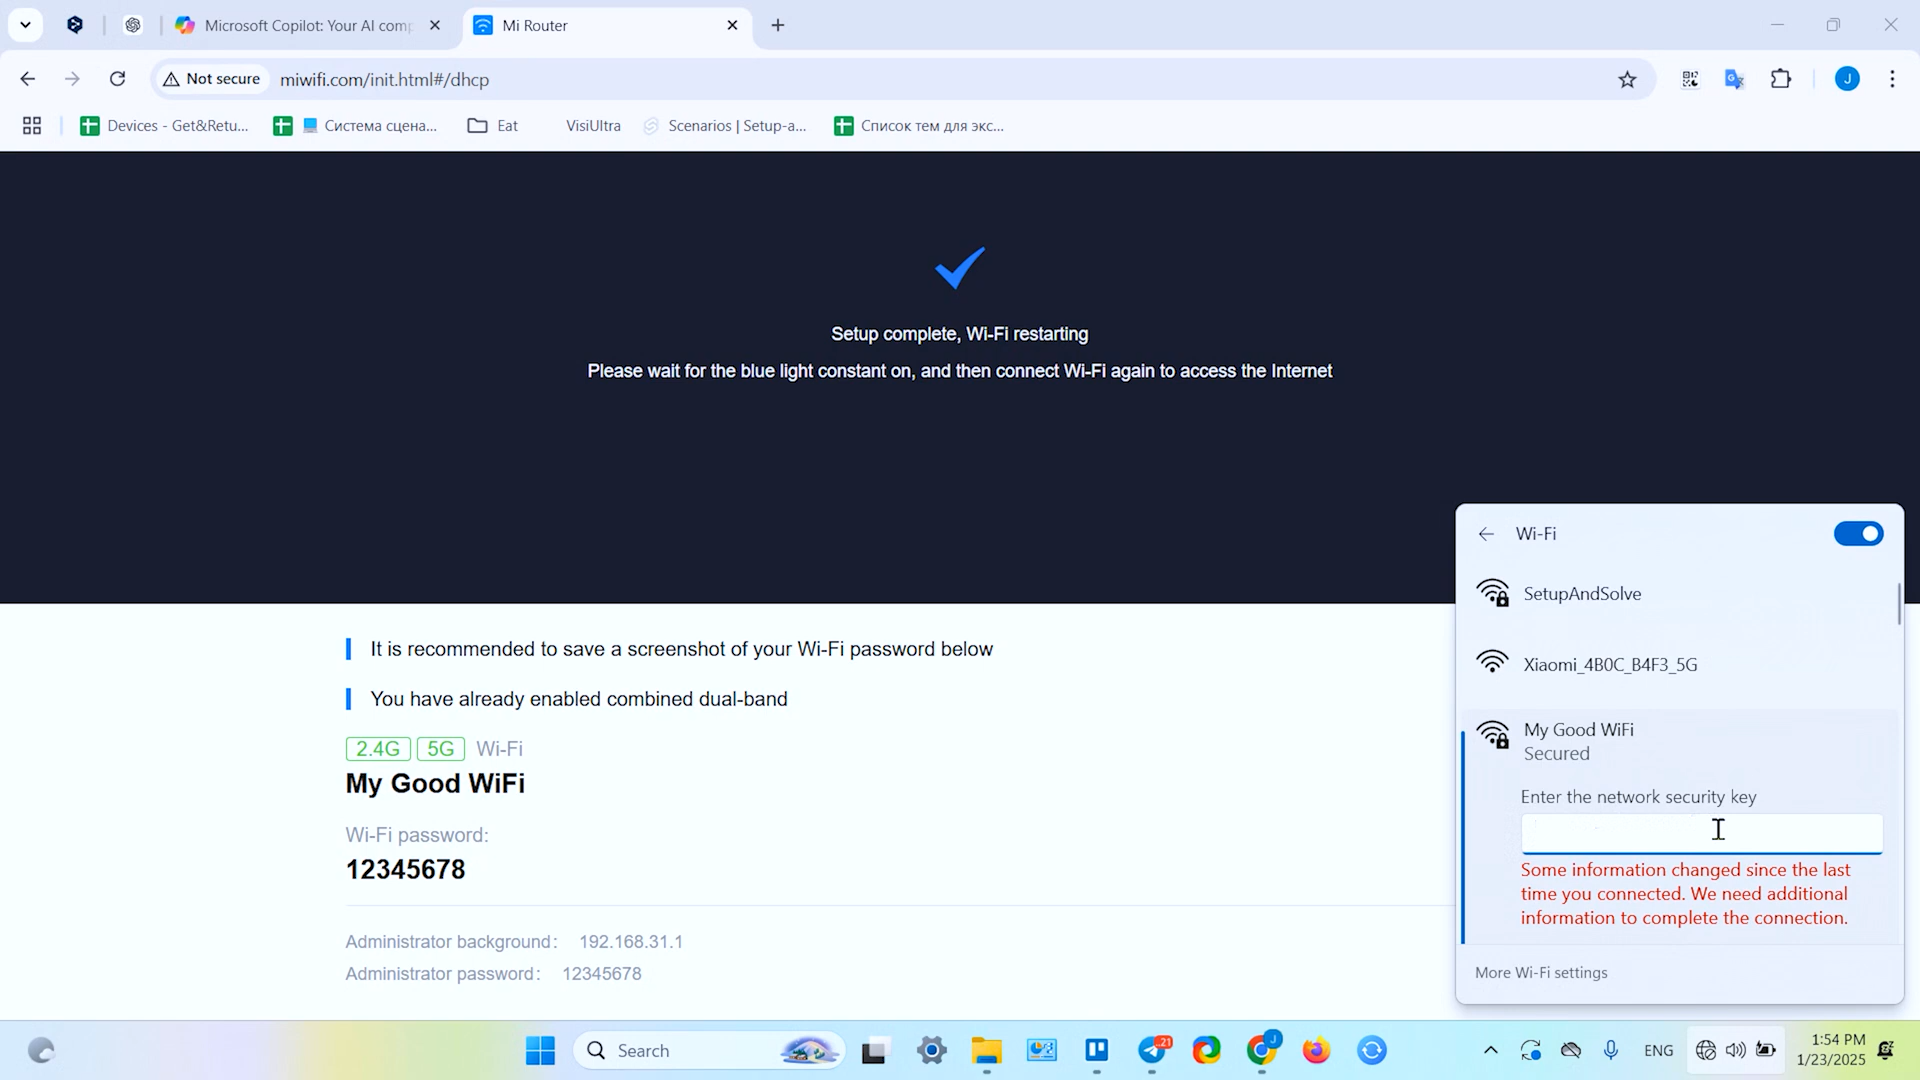 Microsoft Copilot: Your AI comp
Mi Router
Not secure
miwifi.com/init.html#/dhcp
J
Devices - Get&Retu...
Система сцена...
Eat
VisiUltra
Scenarios | Setup-a...
Список тем для экс...
Setup complete, Wi-Fi restarting
Please wait for the blue light constant on, and then connect Wi-Fi again to access the Internet
It is recommended to save a screenshot of your Wi-Fi password below
You have already enabled combined dual-band
2.4G 5G Wi-Fi
My Good WiFi
Wi-Fi password:
12345678
Administrator background: 192.168.31.1
Administrator password: 12345678
Wi-Fi
SetupAndSolve
Xiaomi_4B0C_B4F3_5G
My Good WiFi
Secured
Enter the network security key
Some information changed since the last
time you connected. We need additional
information to complete the connection.
More Wi-Fi settings
Search
21
J
ENG
1:54 PM
1/23/2025